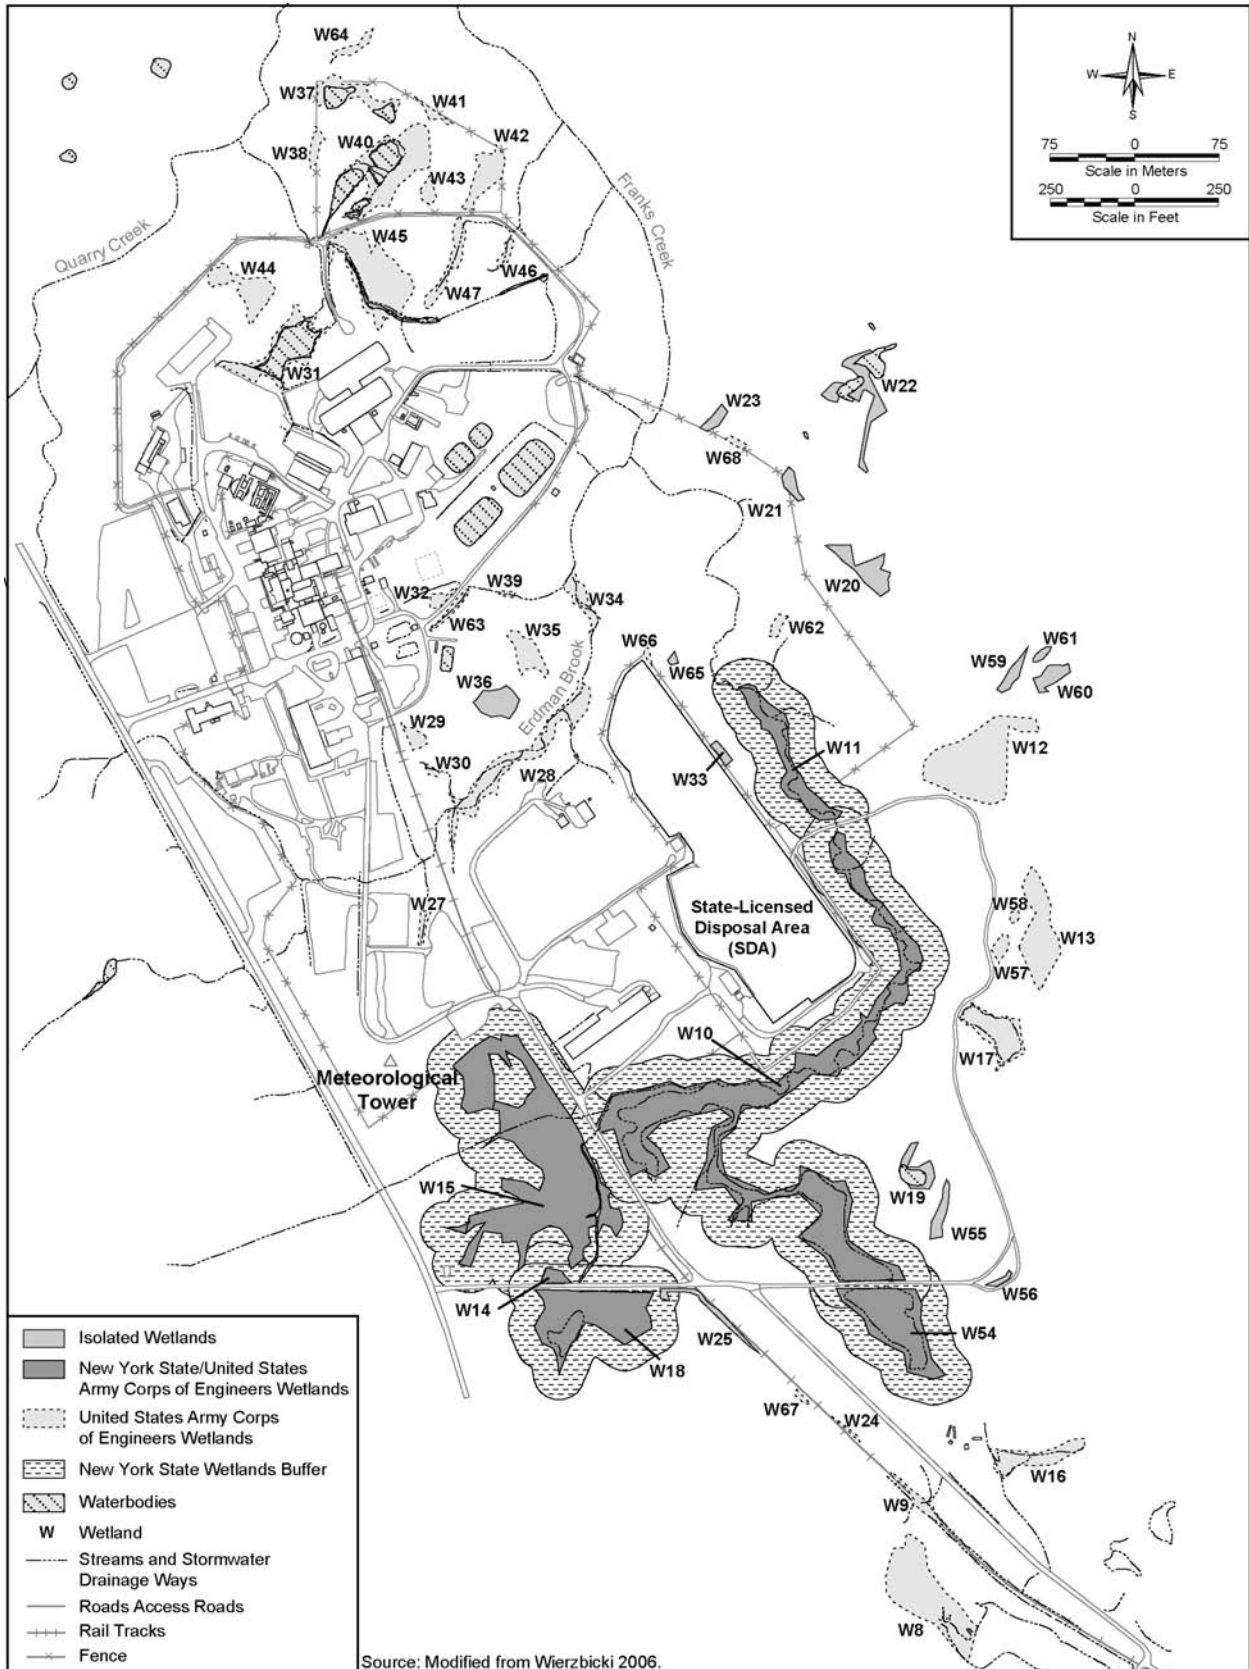 W64
N
W
E
S
75 0 75
Scale in Meters
250 0 250
Scale in Feet
W37
W41
W40
W42
W38
W43
Franks Creek
Quarry Creek
W45
W44
W46
W47
W31
W22
W23
W68
W21
W20
W32
W39
W34
W63
W35
W62
W66
W65
W61
W59
W60
W36
Erdman Brook
W29
W12
W11
W30
W33
W28
W27
State-Licensed
Disposal Area
(SDA)
W58
W13
W57
W10
W17
Meteorological
Tower
W15
W19
W55
W14
W56
W25
W54
W18
W67
W24
W16
W9
W8
Isolated Wetlands
New York State/United States
Army Corps of Engineers Wetlands
United States Army Corps
of Engineers Wetlands
New York State Wetlands Buffer
Waterbodies
W Wetland
Streams and Stormwater
Drainage Ways
Roads Access Roads
Rail Tracks
Fence
Source: Modified from Wierzbicki 2006.